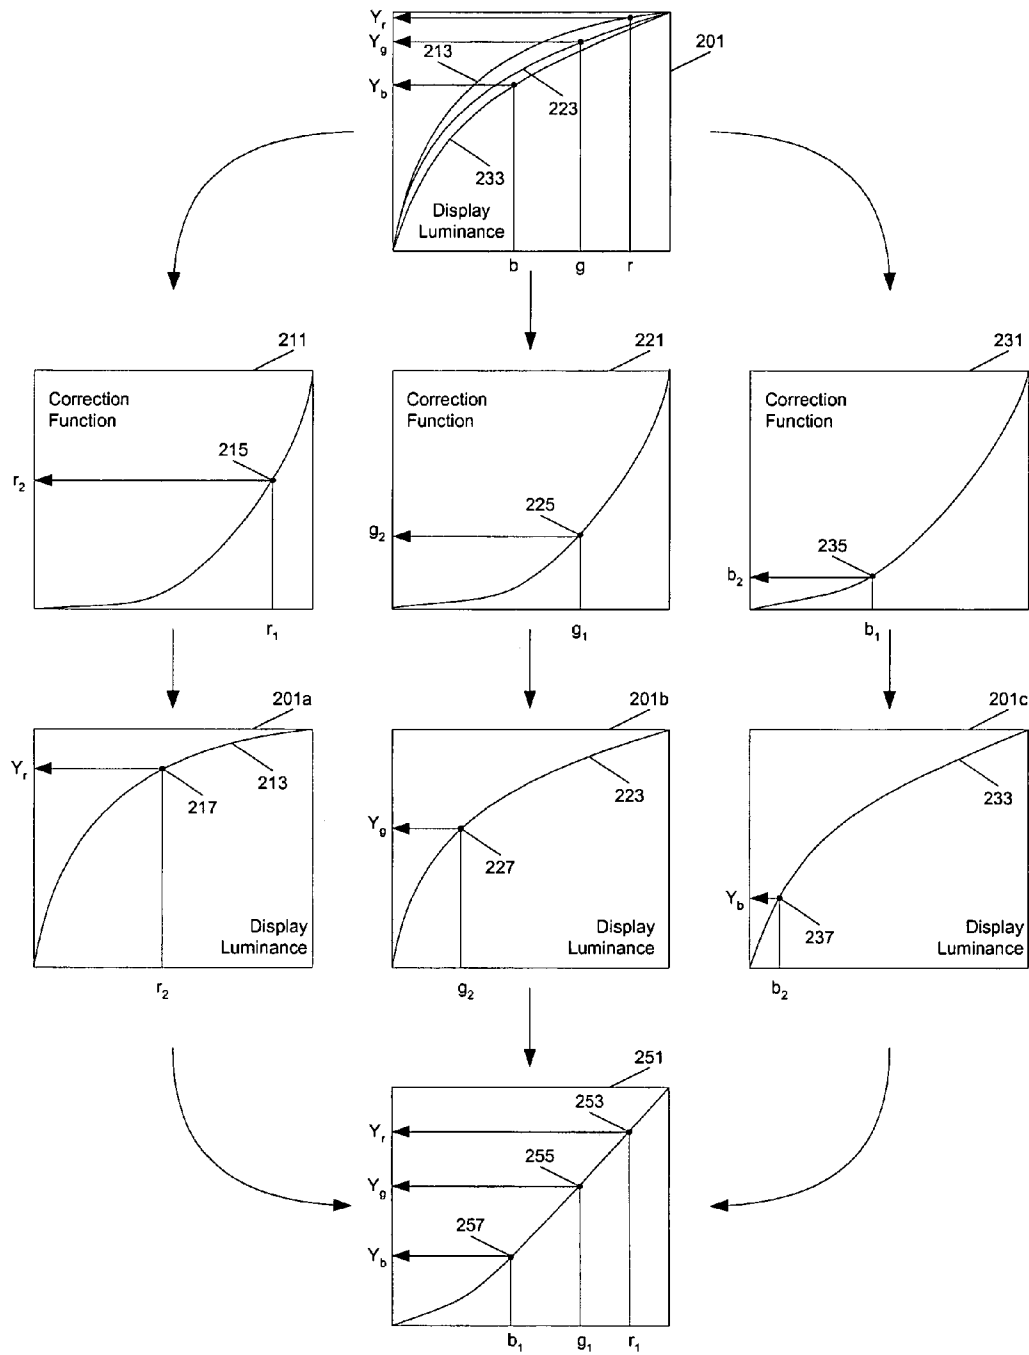 Y_r
201
Y_g
213
Y_b
223
233
Display
Luminance
b g r
211 221 231
Correction
Function
Correction
Function
Correction
Function
215
r_2
225
g_2
235
b_2
r_1 g_1 b_1
201a 201b 201c
Y_r
217 213
Y_g
227 223
233
Y_b
237
Display
Luminance
Display
Luminance
r_2 g_2 b_2
251
253
Y_r
255
Y_g
257
Y_b
b_1 g_1 r_1